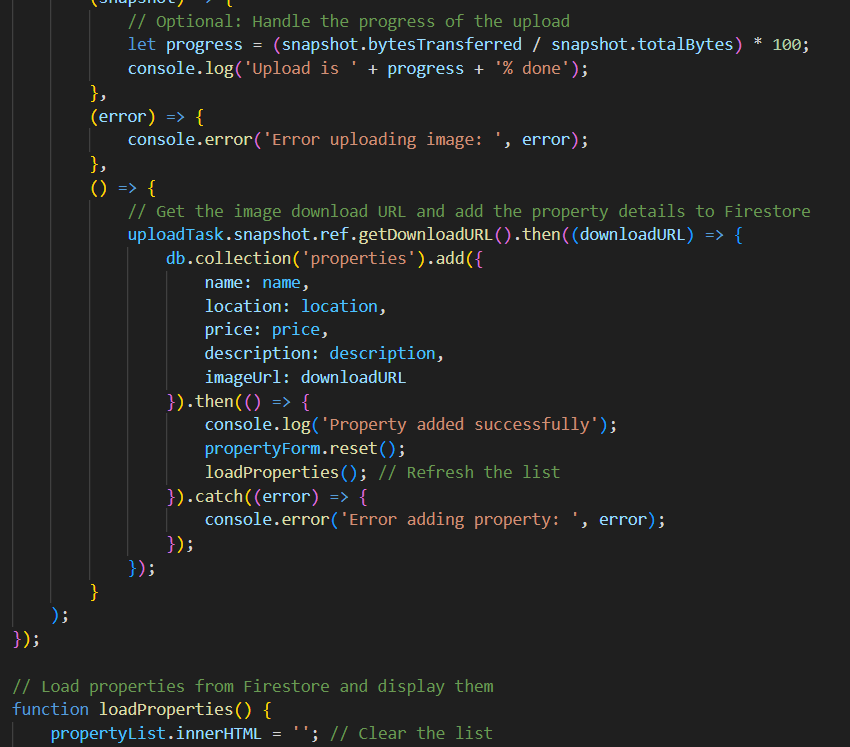 (snapshot) => {
// Optional: Handle the progress of the upload
let progress = (snapshot.bytesTransferred / snapshot.totalBytes) * 100;
console.log('Upload is ' + progress + '% done');
},
(error) => {
console.error('Error uploading image: ', error);
},
() => {
// Get the image download URL and add the property details to Firestore
uploadTask.snapshot.ref.getDownloadURL().then((downloadURL) => {
db.collection('properties').add({
name: name,
location: location,
price: price,
description: description,
imageUrl: downloadURL
}).then(() => {
console.log('Property added successfully');
propertyForm.reset();
loadProperties(); // Refresh the list
}).catch((error) => {
console.error('Error adding property: ', error);
});
});
}
);
});
// Load properties from Firestore and display them
function loadProperties() {
propertyList.innerHTML = ''; // Clear the list